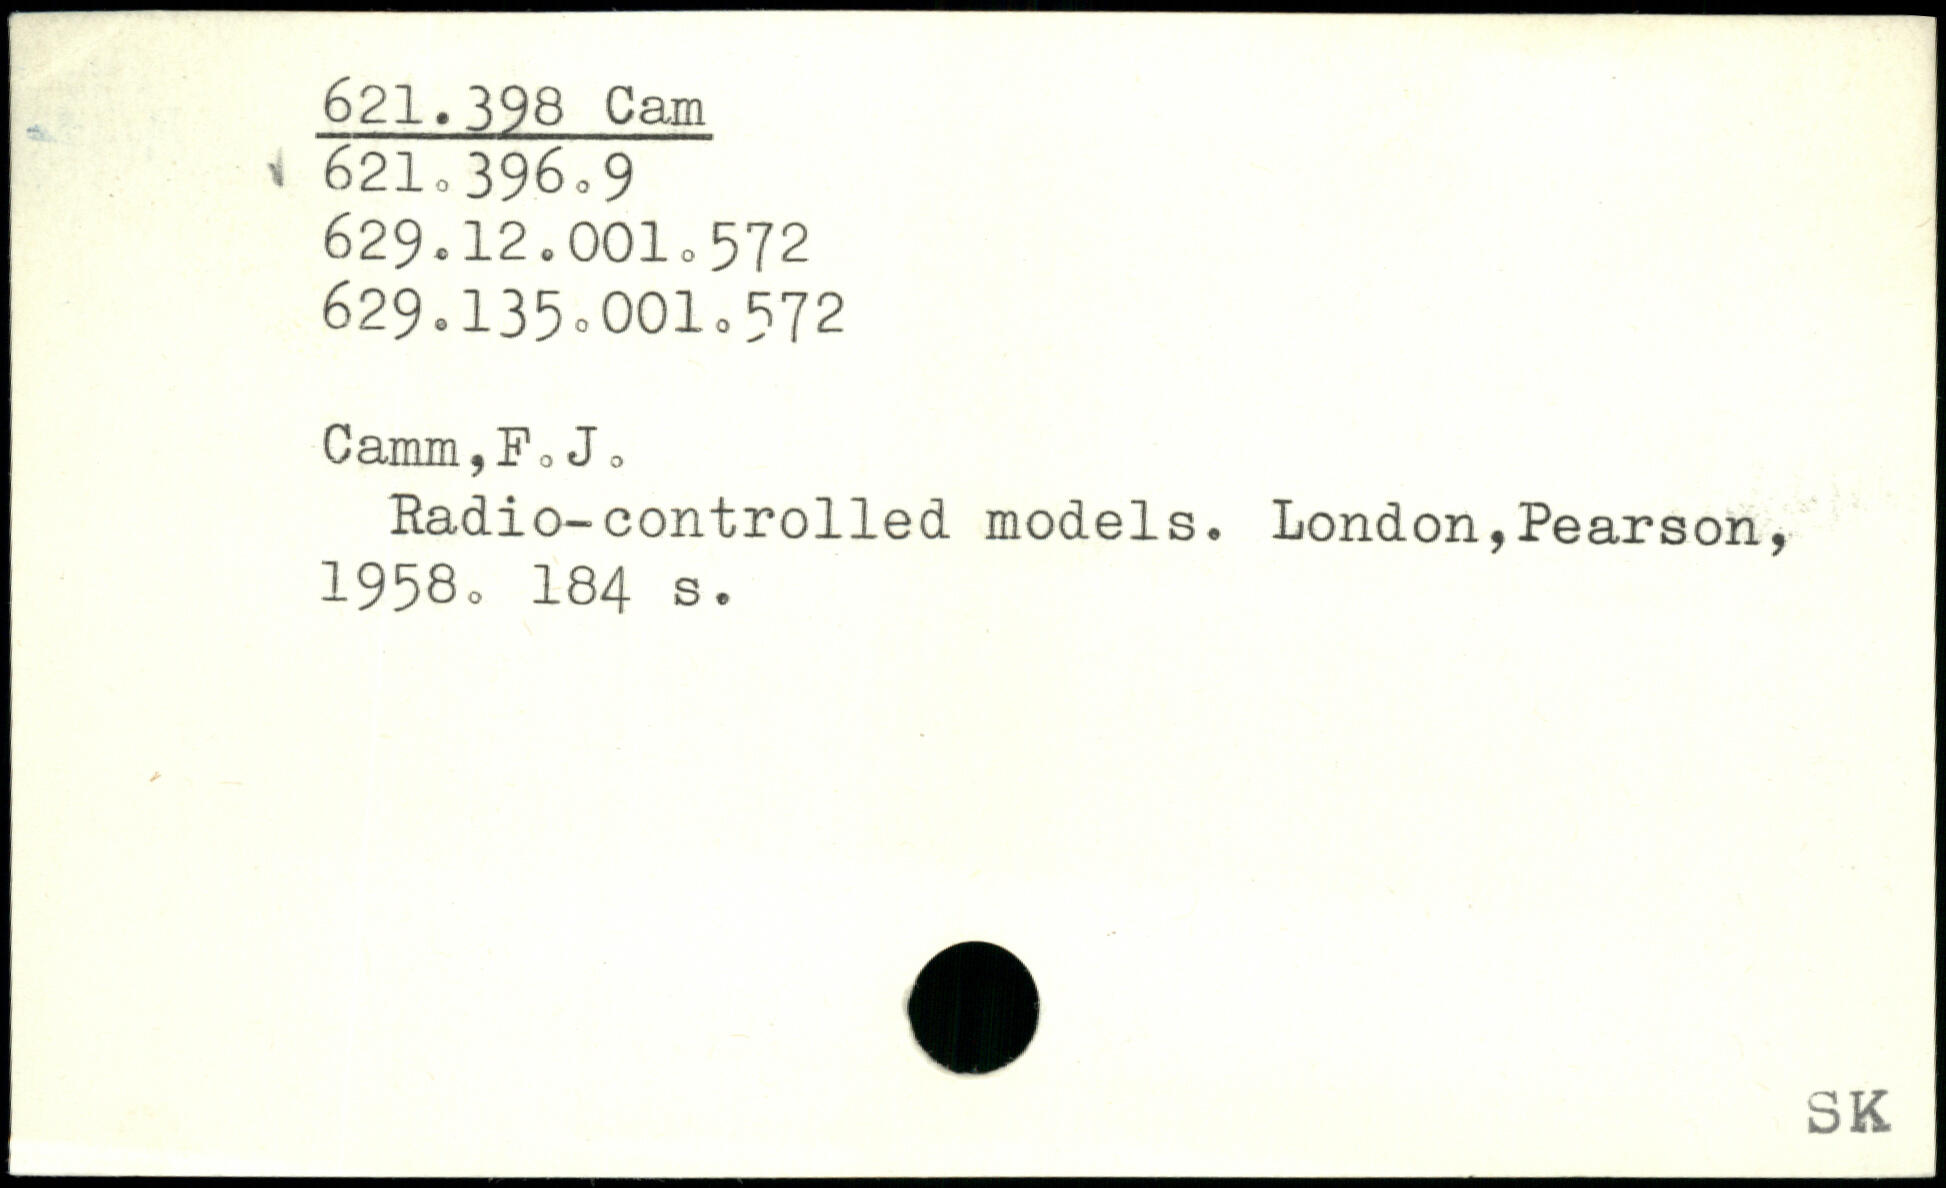 621.398 Cam
621.396.9
629.12.001.572
629.135.001.572
Camm,F.J.
Radio-controlled models. London,Pearson,
1958. 184 s.
SK